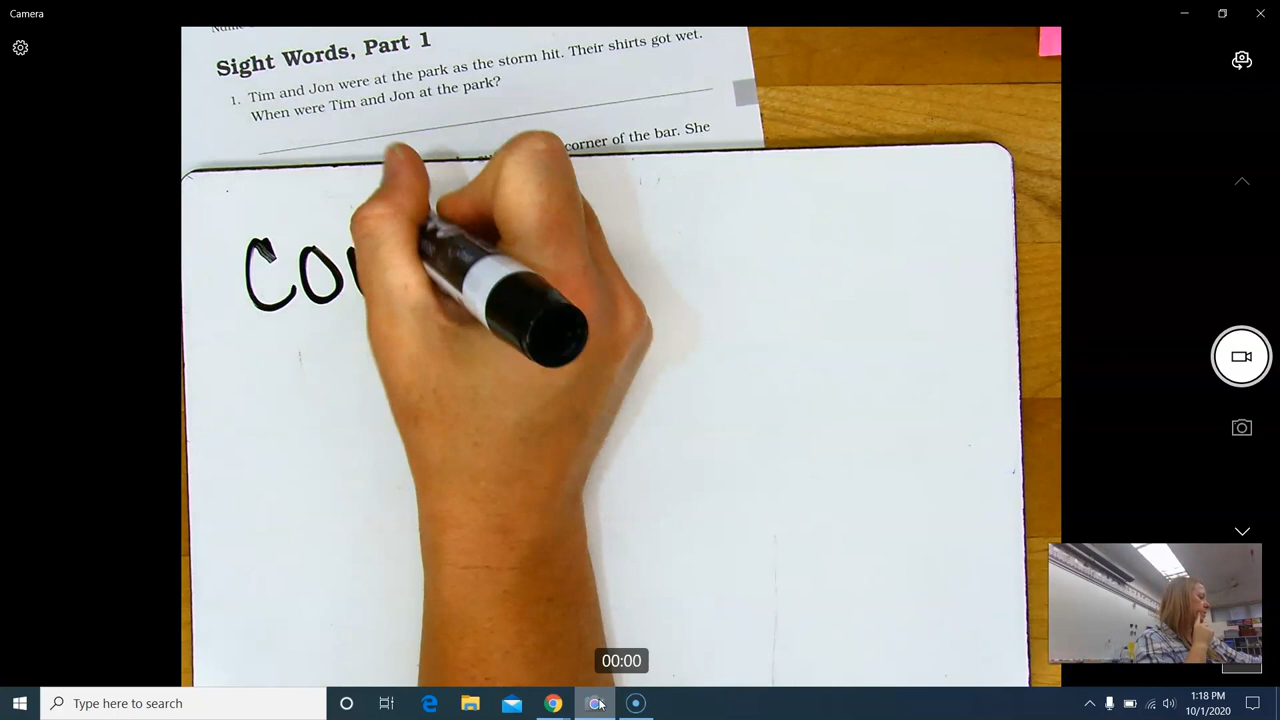 Camera
Sight Words, Part 1
1. Tim and Jon were at the park as the storm hit. Their shirts got wet.
When were Tim and Jon at the park?
corner of the bar. She
Co
00:00
Type here to search
1:18 PM
10/1/2020